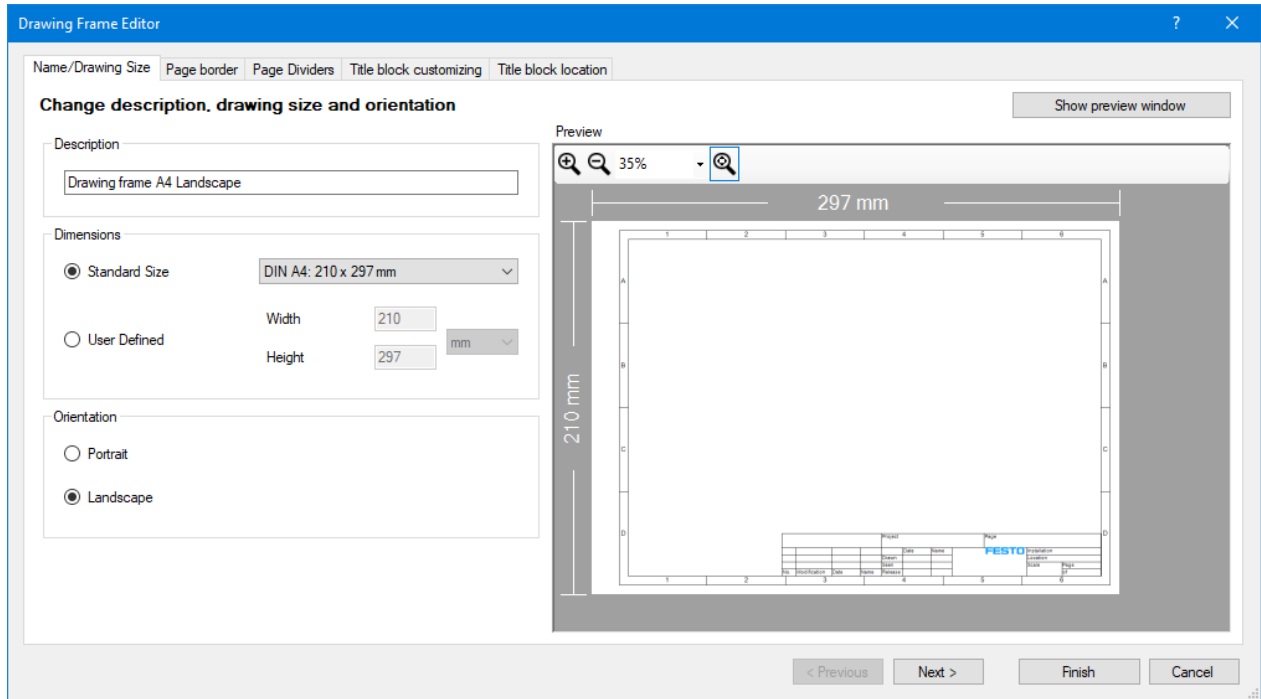 Drawing Frame Editor
?
Name/Drawing Size Page border Page Dividers Title block customizing Title block location
Change description, drawing size and orientation
Show preview window
Description
Drawing frame A4 Landscape
Dimensions
Standard Size DIN A4: 210 x 297 mm
User Defined
Width 210
mm
Height 297
Orientation
Portrait
Landscape
Preview
35%
297 mm
210 mm
1 2 3 4 5 6
A A
B B
C C
D D
Project Page
Date Name FESTO Installation
Drawn Location
Seen Scale Page
No. Modification Date Name Release of
1 2 3 4 5 6
< Previous Next > Finish Cancel